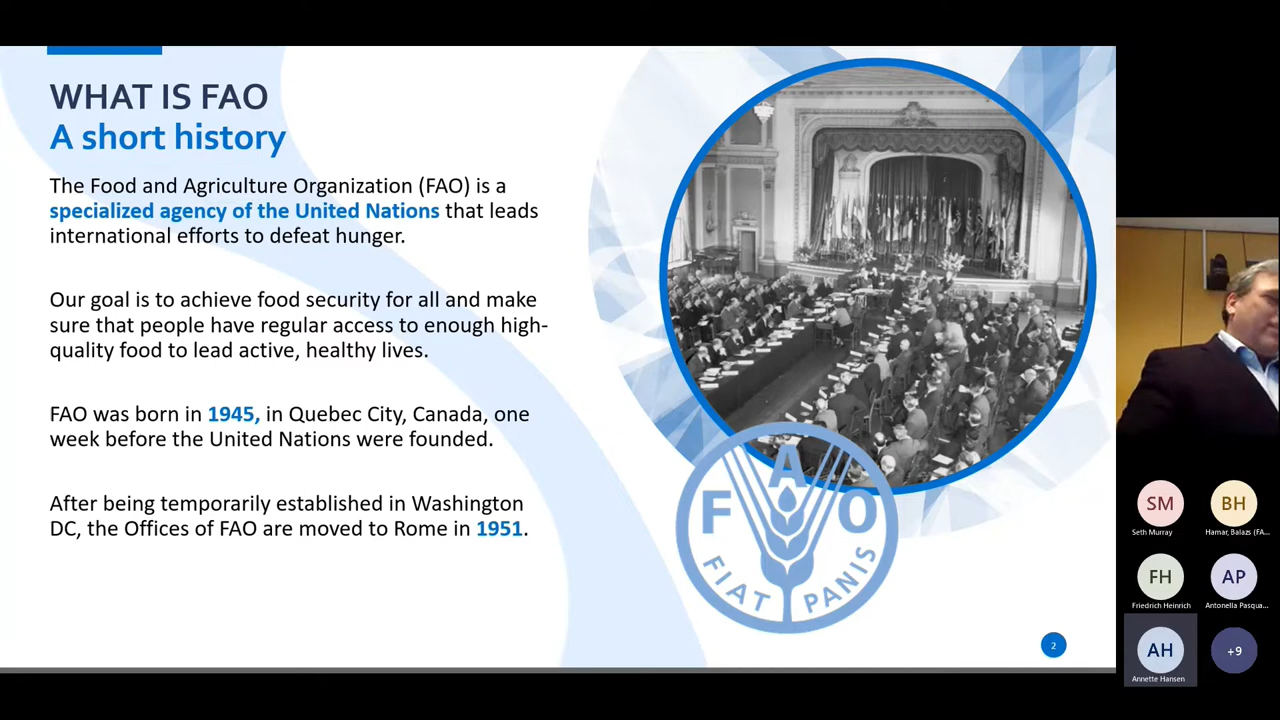 WHAT IS FAO
A short history
The Food and Agriculture Organization (FAO) is a
specialized agency of the United Nations that leads
international efforts to defeat hunger.
Our goal is to achieve food security for all and make
sure that people have regular access to enough high-
quality food to lead active, healthy lives.
FAO was born in 1945, in Quebec City, Canada, one
week before the United Nations were founded.
After being temporarily established in Washington
DC, the Offices of FAO are moved to Rome in 1951.
F A O
FIAT PANIS
2
SM
Seth Murray
BH
Hamar, Balazs (FA...
FH
Friedrich Heinrich
AP
Antonella Pasqua...
AH
Annette Hansen
+9